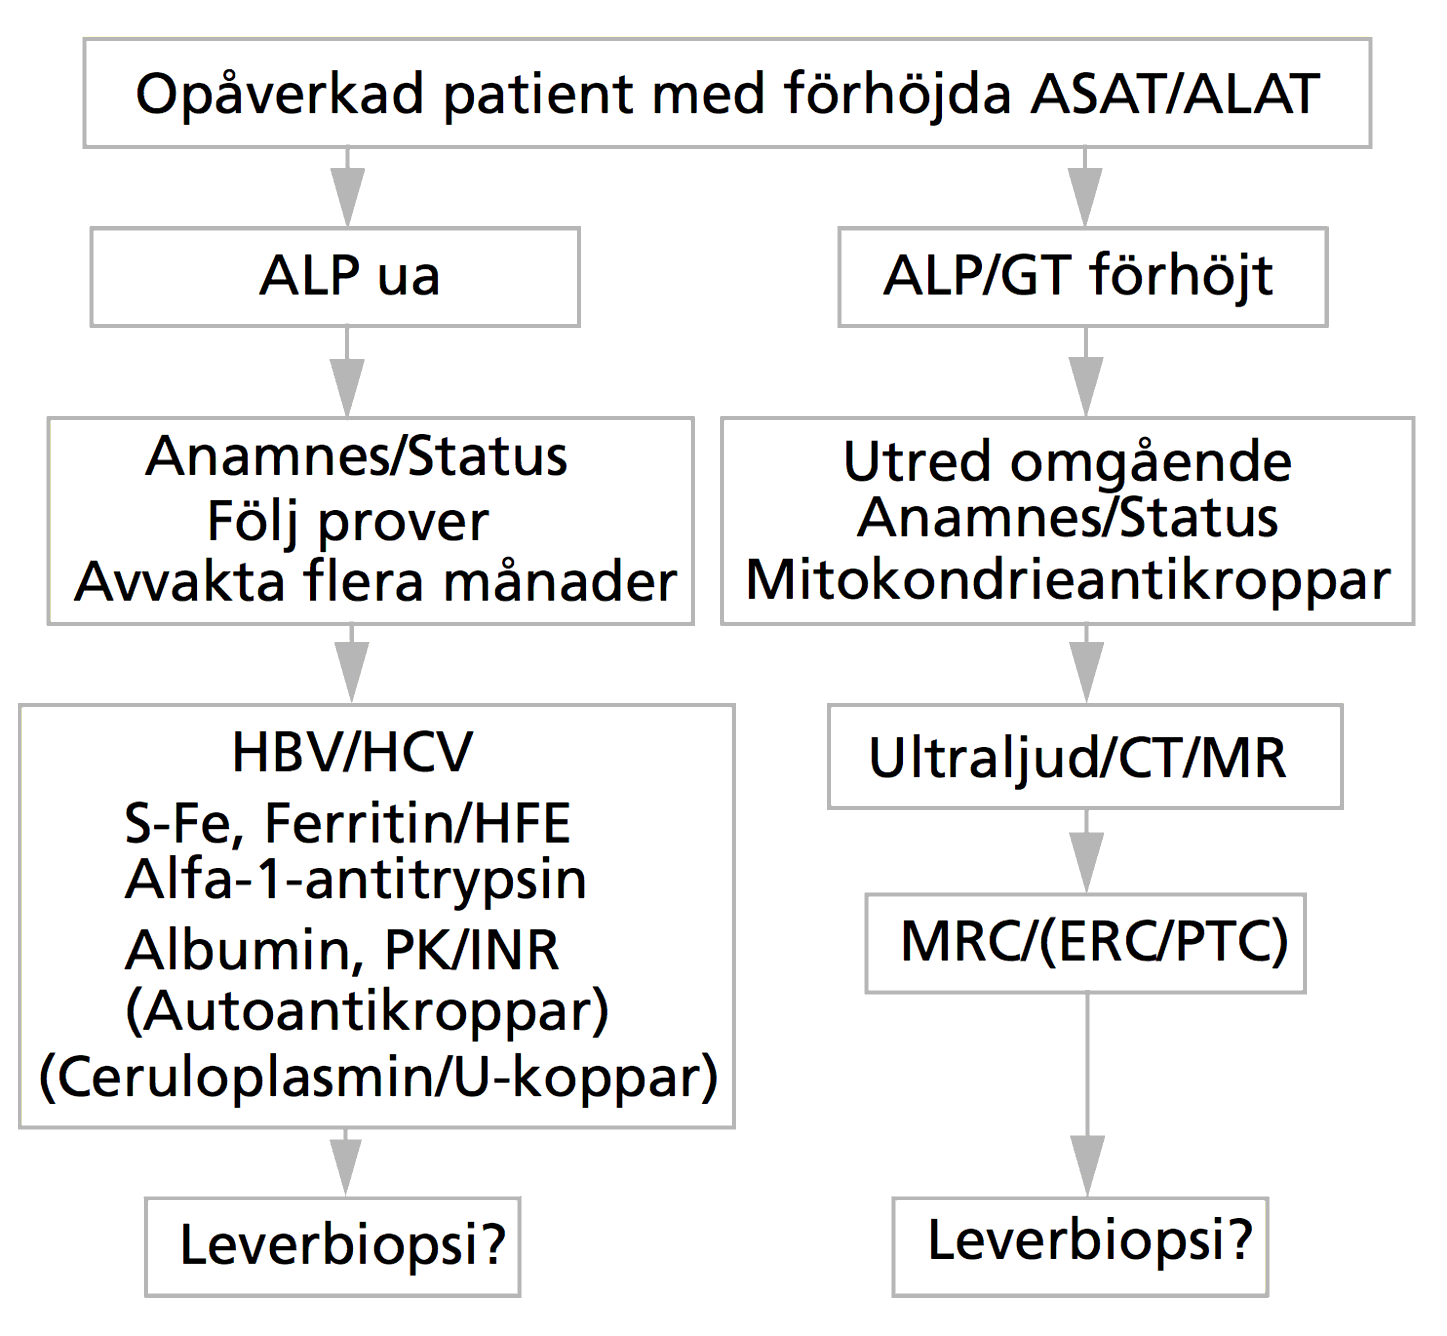 Opåverkad patient med förhöjda ASAT/ALAT
ALP ua
ALP/GT förhöjt
Anamnes/Status
Följ prover
Avvakta flera månader
Utred omgående
Anamnes/Status
Mitokondrieantikroppar
HBV/HCV
S-Fe, Ferritin/HFE
Alfa-1-antitrypsin
Albumin, PK/INR
(Autoantikroppar)
(Ceruloplasmin/U-koppar)
Ultraljud/CT/MR
MRC/(ERC/PTC)
Leverbiopsi?
Leverbiopsi?